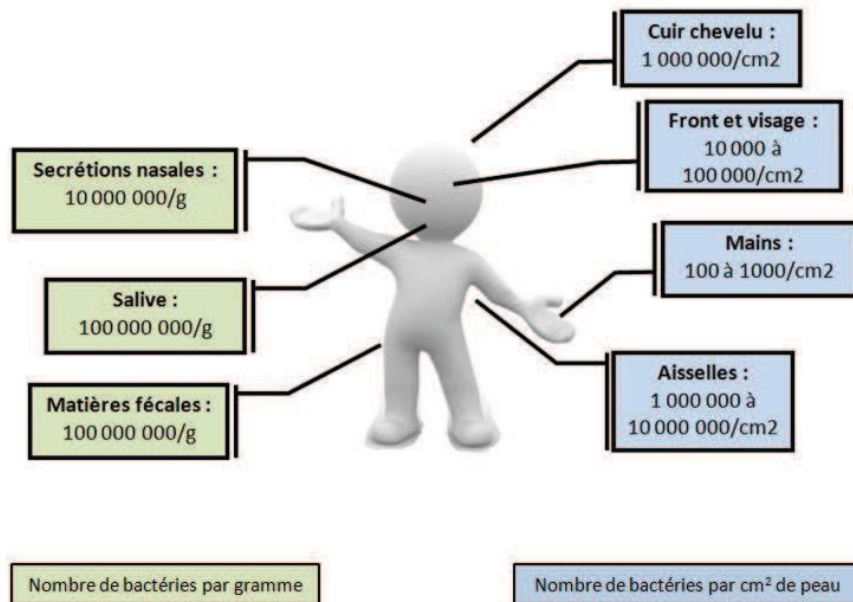 Cuir chevelu :
1 000 000/cm2
Front et visage :
10 000 à
100 000/cm2
Secrétions nasales :
10 000 000/g
Mains :
100 à 1000/cm2
Salive :
100 000 000/g
Aisselles :
1 000 000 à
10 000 000/cm2
Matières fécales :
100 000 000/g
Nombre de bactéries par gramme
Nombre de bactéries par cm² de peau